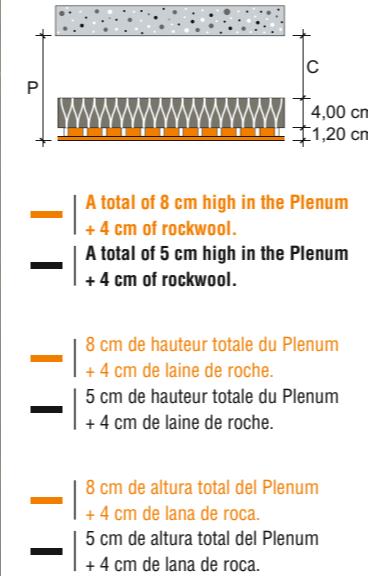 P
C
4,00 cm
1,20 cm
A total of 8 cm high in the Plenum
+ 4 cm of rockwool.
A total of 5 cm high in the Plenum
+ 4 cm of rockwool.
8 cm de hauteur totale du Plenum
+ 4 cm de laine de roche.
5 cm de hauteur totale du Plenum
+ 4 cm de laine de roche.
8 cm de altura total del Plenum
+ 4 cm de lana de roca.
5 cm de altura total del Plenum
+ 4 cm de lana de roca.